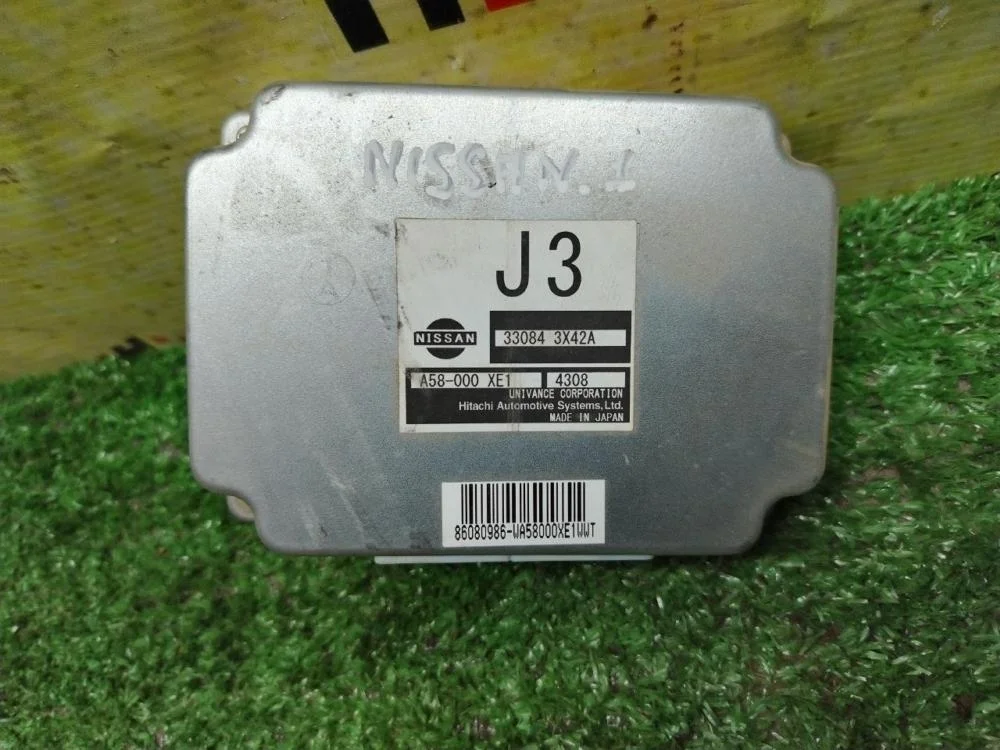 NISSAN.1
J3
NISSAN
33084 3X42A
A58-000 XE1
4308
UNIVANCE CORPORATION
Hitachi Automotive Systems,Ltd.
MADE IN JAPAN
86080986-WA58000XE1WWT